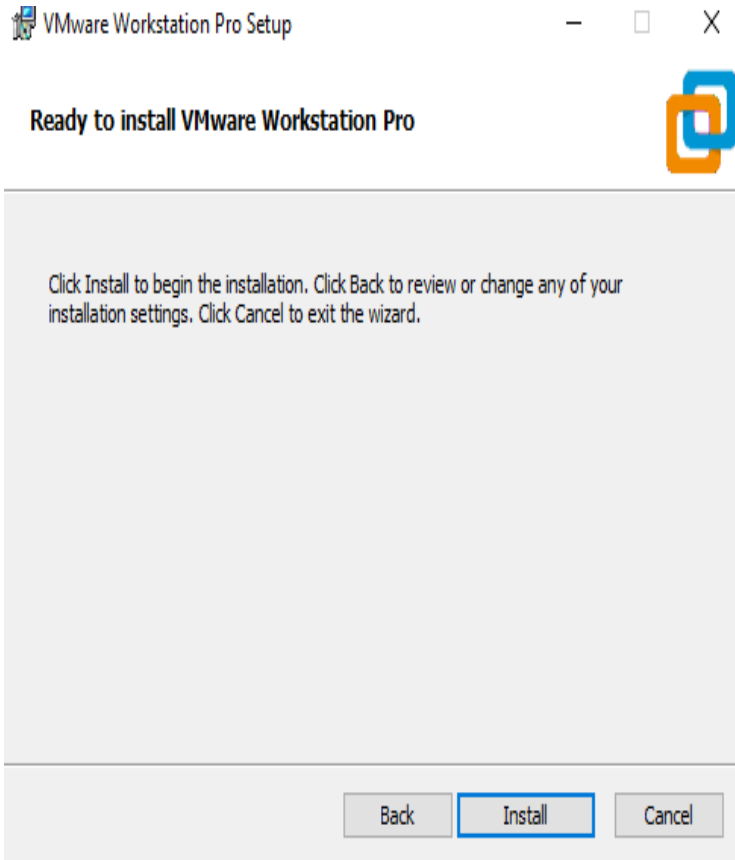 VMware Workstation Pro Setup
Ready to install VMware Workstation Pro
Click Install to begin the installation. Click Back to review or change any of your
installation settings. Click Cancel to exit the wizard.
Back Install Cancel